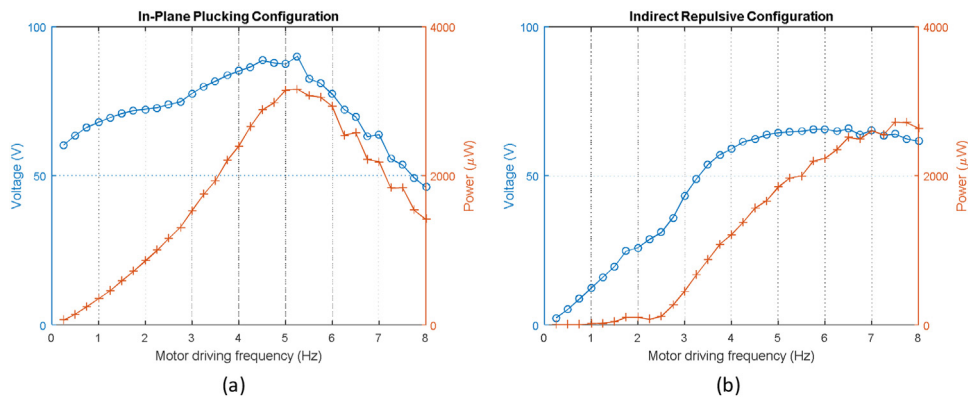 In-Plane Plucking Configuration
100
50
0
Voltage (V)
4000
2000
0
Power (μW)
0 1 2 3 4 5 6 7 8
Motor driving frequency (Hz)
(a)
Indirect Repulsive Configuration
100
50
0
Voltage (V)
4000
2000
0
Power (μW)
0 1 2 3 4 5 6 7 8
Motor driving frequency (Hz)
(b)